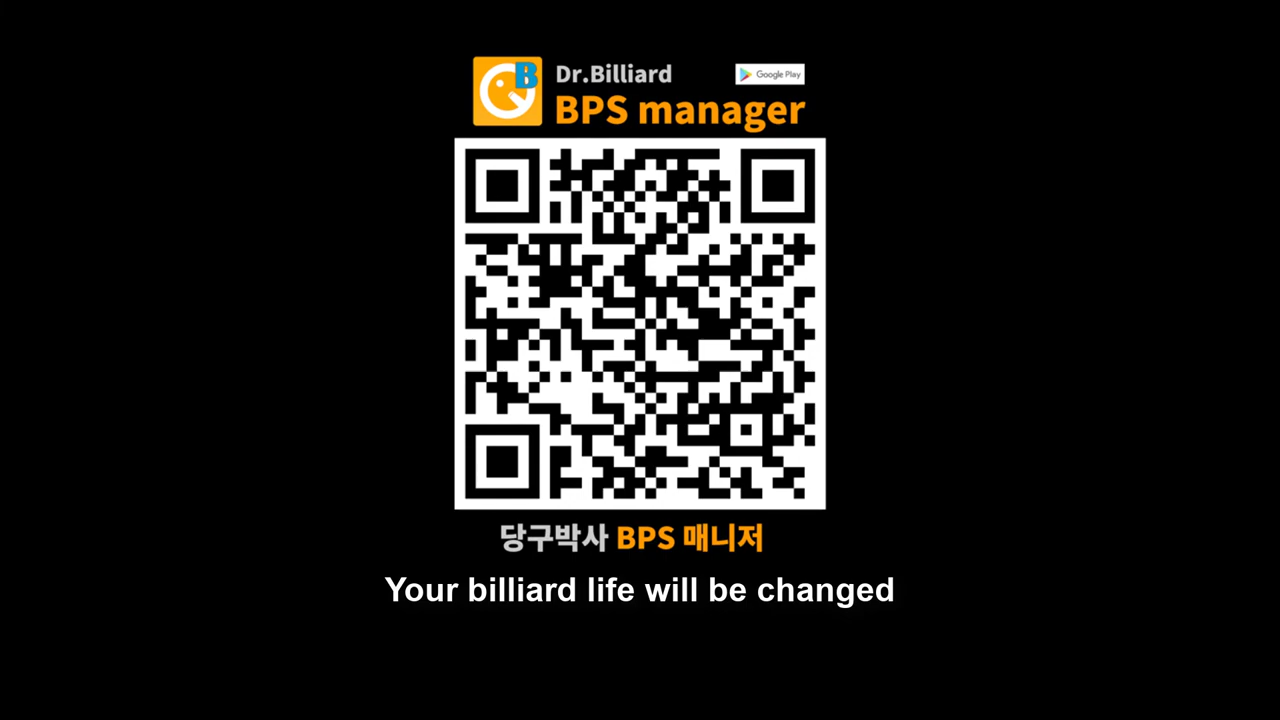 B
Dr.Billiard
Google Play
BPS manager
당구박사 BPS 매니저
Your billiard life will be changed